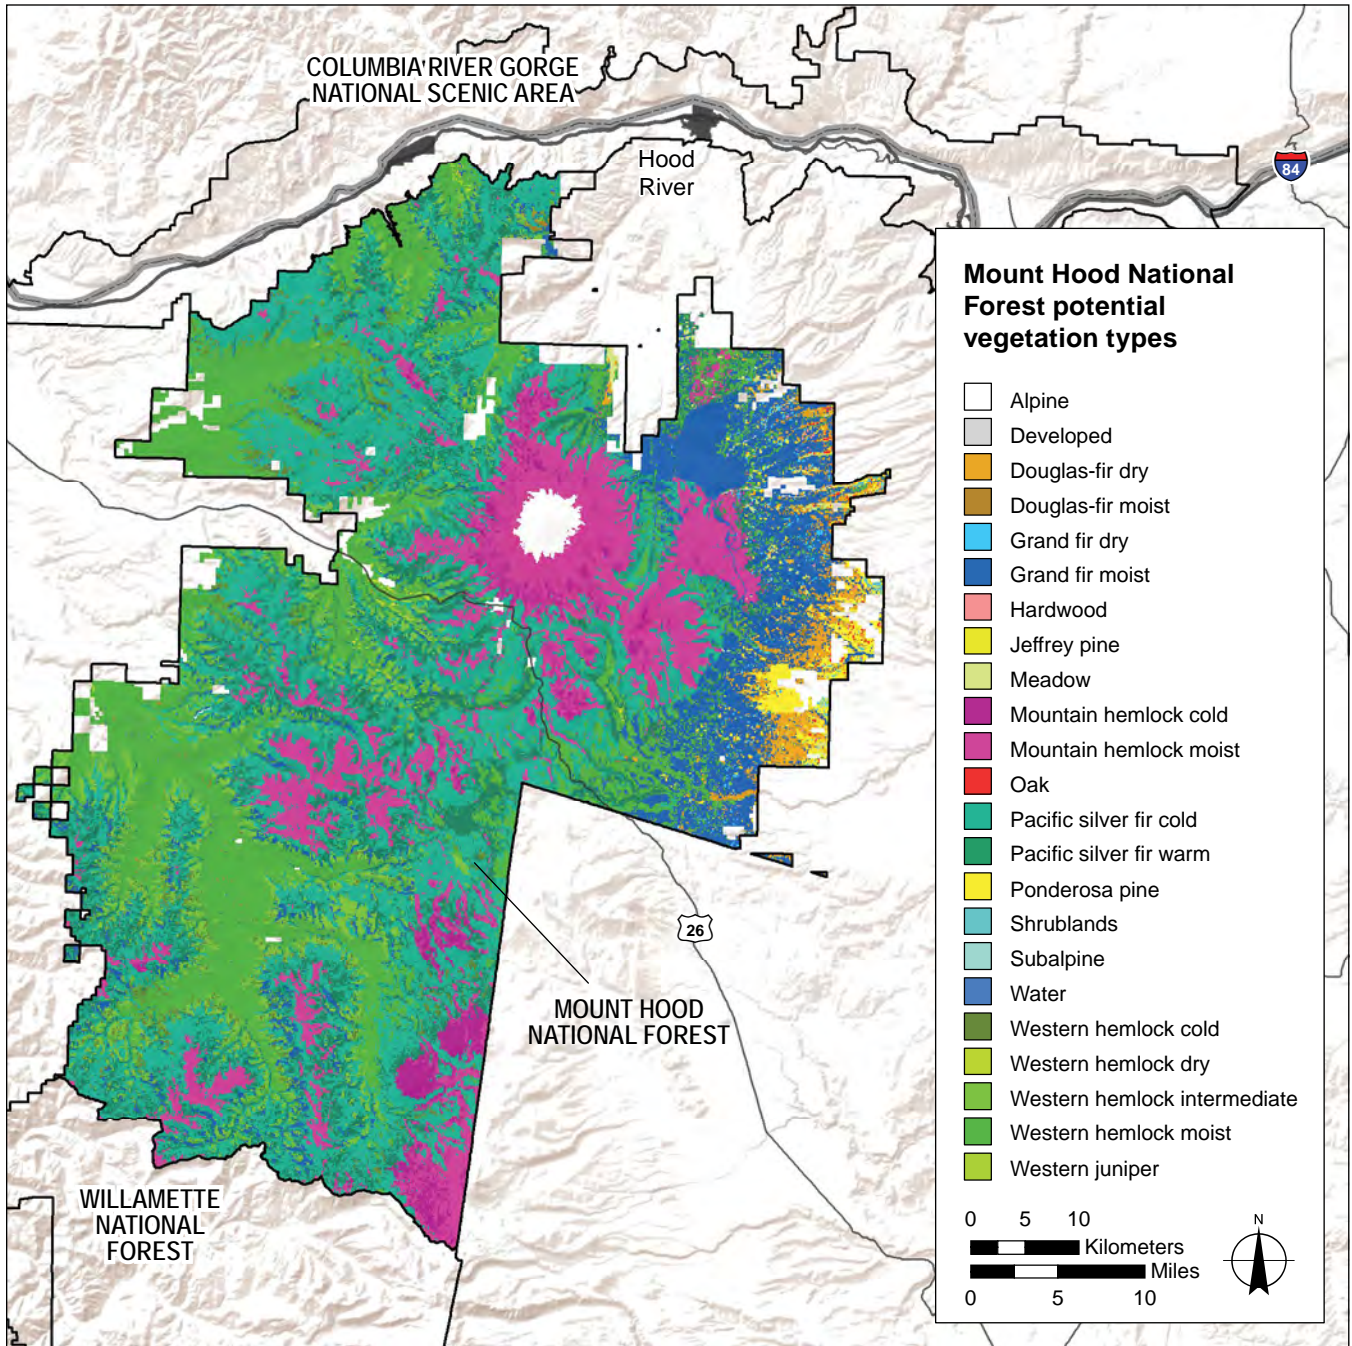 COLUMBIA RIVER GORGE
NATIONAL SCENIC AREA
Hood
River
84
Mount Hood National
Forest potential
vegetation types
Alpine
Developed
Douglas-fir dry
Douglas-fir moist
Grand fir dry
Grand fir moist
Hardwood
Jeffrey pine
Meadow
Mountain hemlock cold
Mountain hemlock moist
Oak
Pacific silver fir cold
Pacific silver fir warm
Ponderosa pine
Shrublands
Subalpine
Water
Western hemlock cold
Western hemlock dry
Western hemlock intermediate
Western hemlock moist
Western juniper
0 5 10
Kilometers
Miles
0 5 10
N
26
MOUNT HOOD
NATIONAL FOREST
WILLAMETTE
NATIONAL
FOREST